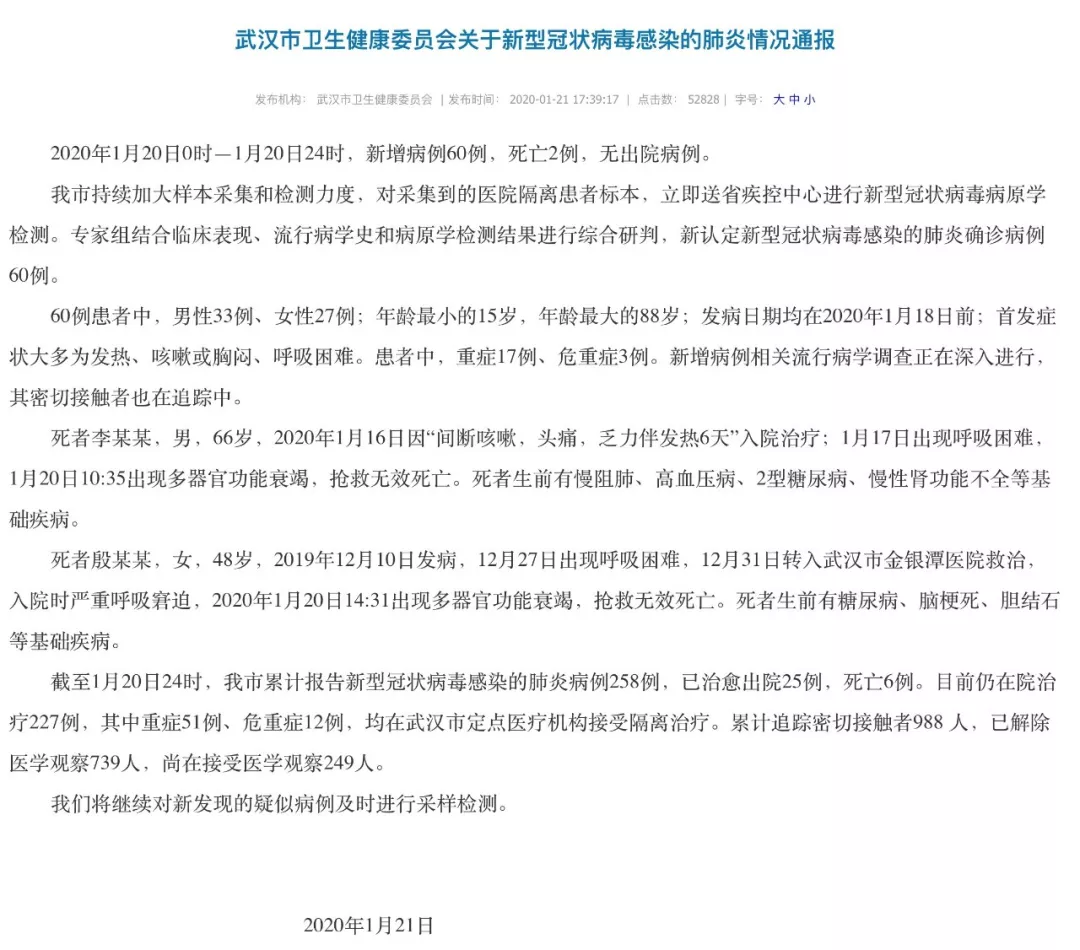 武汉市卫生健康委员会关于新型冠状病毒感染的肺炎情况通报
发布机构: 武汉市卫生健康委员会 | 发布时间: 2020-01-21 17:39:17 | 点击数: 52828 | 字号: 大 中 小
2020年1月20日0时—1月20日24时，新增病例60例，死亡2例，无出院病例。
我市持续加大样本采集和检测力度，对采集到的医院隔离患者标本，立即送省疾控中心进行新型冠状病毒病原学
检测。专家组结合临床表现、流行病学史和病原学检测结果进行综合研判，新认定新型冠状病毒感染的肺炎确诊病例
60例。
60例患者中，男性33例、女性27例；年龄最小的15岁，年龄最大的88岁；发病日期均在2020年1月18日前；首发症
状大多为发热、咳嗽或胸闷、呼吸困难。患者中，重症17例、危重症3例。新增病例相关流行病学调查正在深入进行，
其密切接触者也在追踪中。
死者李某某，男，66岁，2020年1月16日因“间断咳嗽，头痛，乏力伴发热6天”入院治疗；1月17日出现呼吸困难，
1月20日10:35出现多器官功能衰竭，抢救无效死亡。死者生前有慢阻肺、高血压病、2型糖尿病、慢性肾功能不全等基
础疾病。
死者殷某某，女，48岁，2019年12月10日发病，12月27日出现呼吸困难，12月31日转入武汉市金银潭医院救治，
入院时严重呼吸窘迫，2020年1月20日14:31出现多器官功能衰竭，抢救无效死亡。死者生前有糖尿病、脑梗死、胆结石
等基础疾病。
截至1月20日24时，我市累计报告新型冠状病毒感染的肺炎病例258例，已治愈出院25例，死亡6例。目前仍在院治
疗227例，其中重症51例、危重症12例，均在武汉市定点医疗机构接受隔离治疗。累计追踪密切接触者988 人，已解除
医学观察739人，尚在接受医学观察249人。
我们将继续对新发现的疑似病例及时进行采样检测。
2020年1月21日